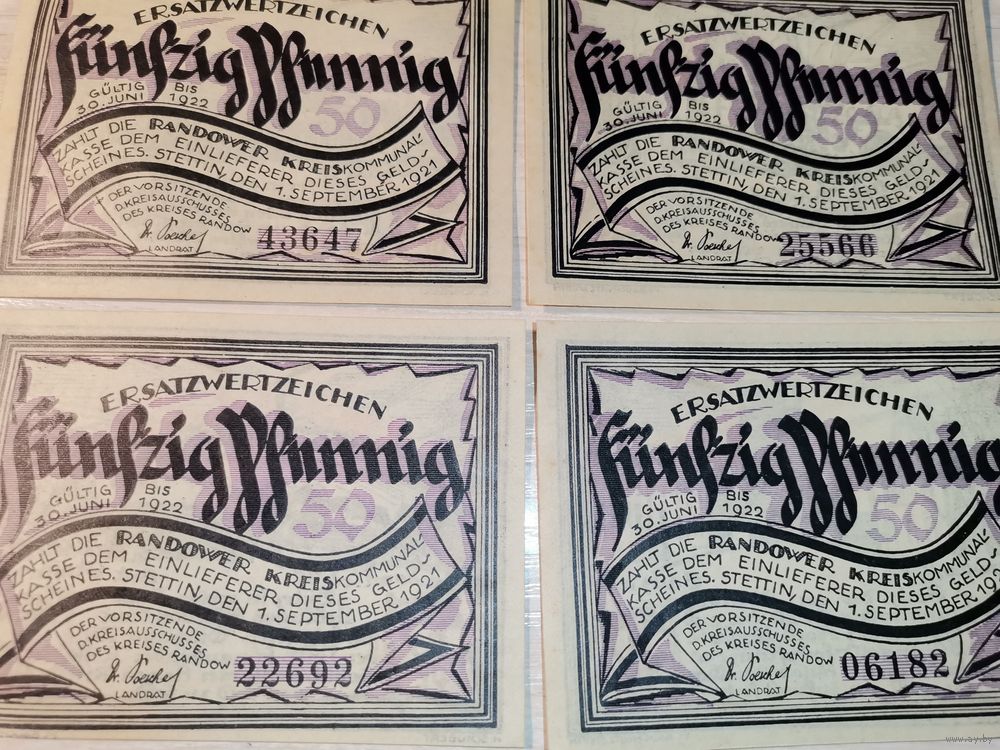 ERSATZWERTZEICHEN
Fünfzig Pfennig
GÜLTIG BIS
30. JUNI 1922
50
ZAHLT DIE RANDOWER KREISKOMMUNAL-
KASSE DEM EINLIEFERER DIESES GELD-
SCHEINES. STETTIN, DEN 1. SEPTEMBER. 1921
DER VORSITZENDE
D. KREISAUSSCHUSSES
DES KREISES RANDOW
LANDRAT
43647
ERSATZWERTZEICHEN
Fünfzig Pfennig
GÜLTIG BIS
30. JUNI 1922
50
ZAHLT DIE RANDOWER KREISKOMMUNAL-
KASSE DEM EINLIEFERER DIESES GELD-
SCHEINES. STETTIN, DEN 1. SEPTEMBER. 1921
DER VORSITZENDE
D. KREISAUSSCHUSSES
DES KREISES RANDOW
LANDRAT
25566
ERSATZWERTZEICHEN
Fünfzig Pfennig
GÜLTIG BIS
30. JUNI 1922
50
ZAHLT DIE RANDOWER KREISKOMMUNAL-
KASSE DEM EINLIEFERER DIESES GELD-
SCHEINES. STETTIN, DEN 1. SEPTEMBER. 1921
DER VORSITZENDE
D. KREISAUSSCHUSSES
DES KREISES RANDOW
LANDRAT
22692
ERSATZWERTZEICHEN
Fünfzig Pfennig
GÜLTIG BIS
30. JUNI 1922
50
ZAHLT DIE RANDOWER KREISKOMMUNAL-
KASSE DEM EINLIEFERER DIESES GELD-
SCHEINES. STETTIN, DEN 1. SEPTEMBER. 19
DER VORSITZENDE
D. KREISAUSSCHUSSES
DES KREISES RANDOW
LANDRAT
06182
www.ay.by